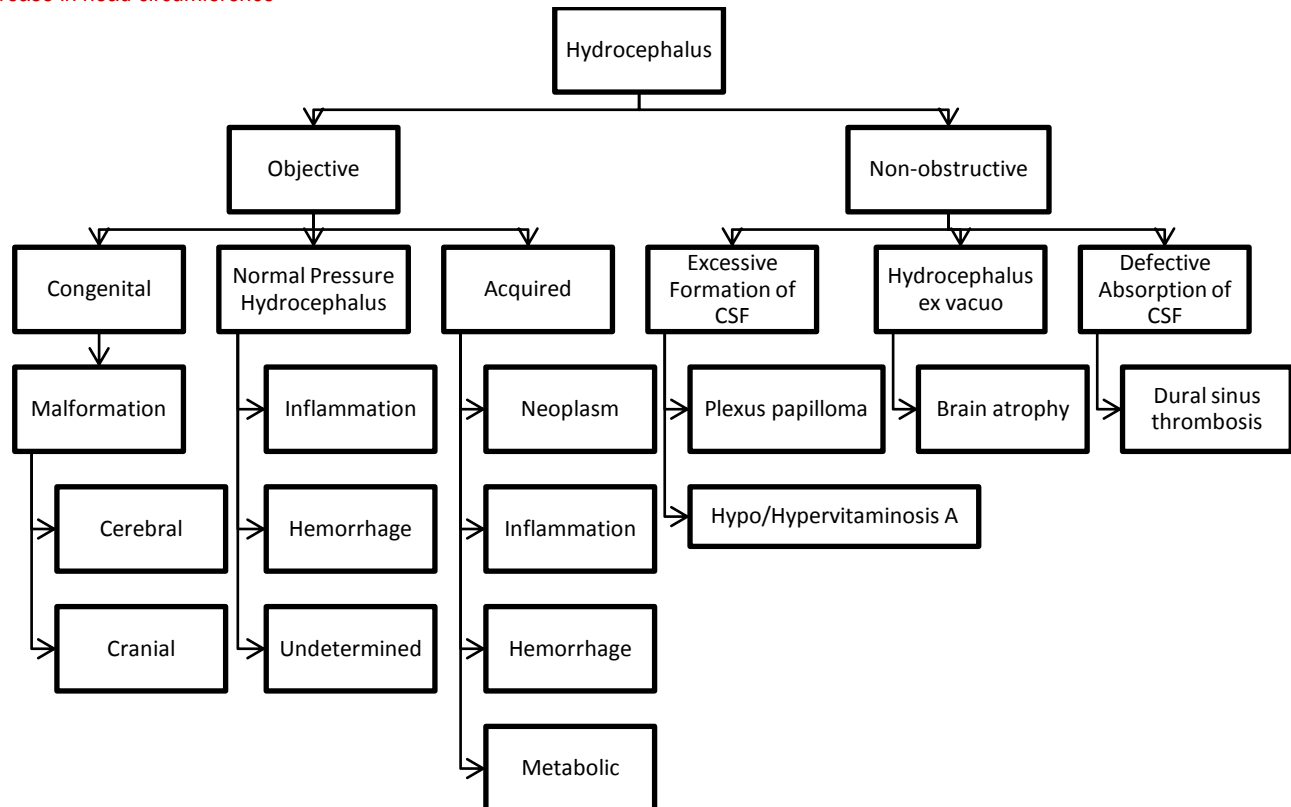 in head circumference
Hydrocephalus
Objective
Non-obstructive
Congenital
Normal Pressure
Hydrocephalus
Acquired
Excessive
Formation of
CSF
Hydrocephalus
ex vacuo
Defective
Absorption of
CSF
Malformation
Inflammation
Neoplasm
Plexus papilloma
Brain atrophy
Dural sinus
thrombosis
Cerebral
Hemorrhage
Inflammation
Hypo/Hypervitaminosis A
Cranial
Undetermined
Hemorrhage
Metabolic